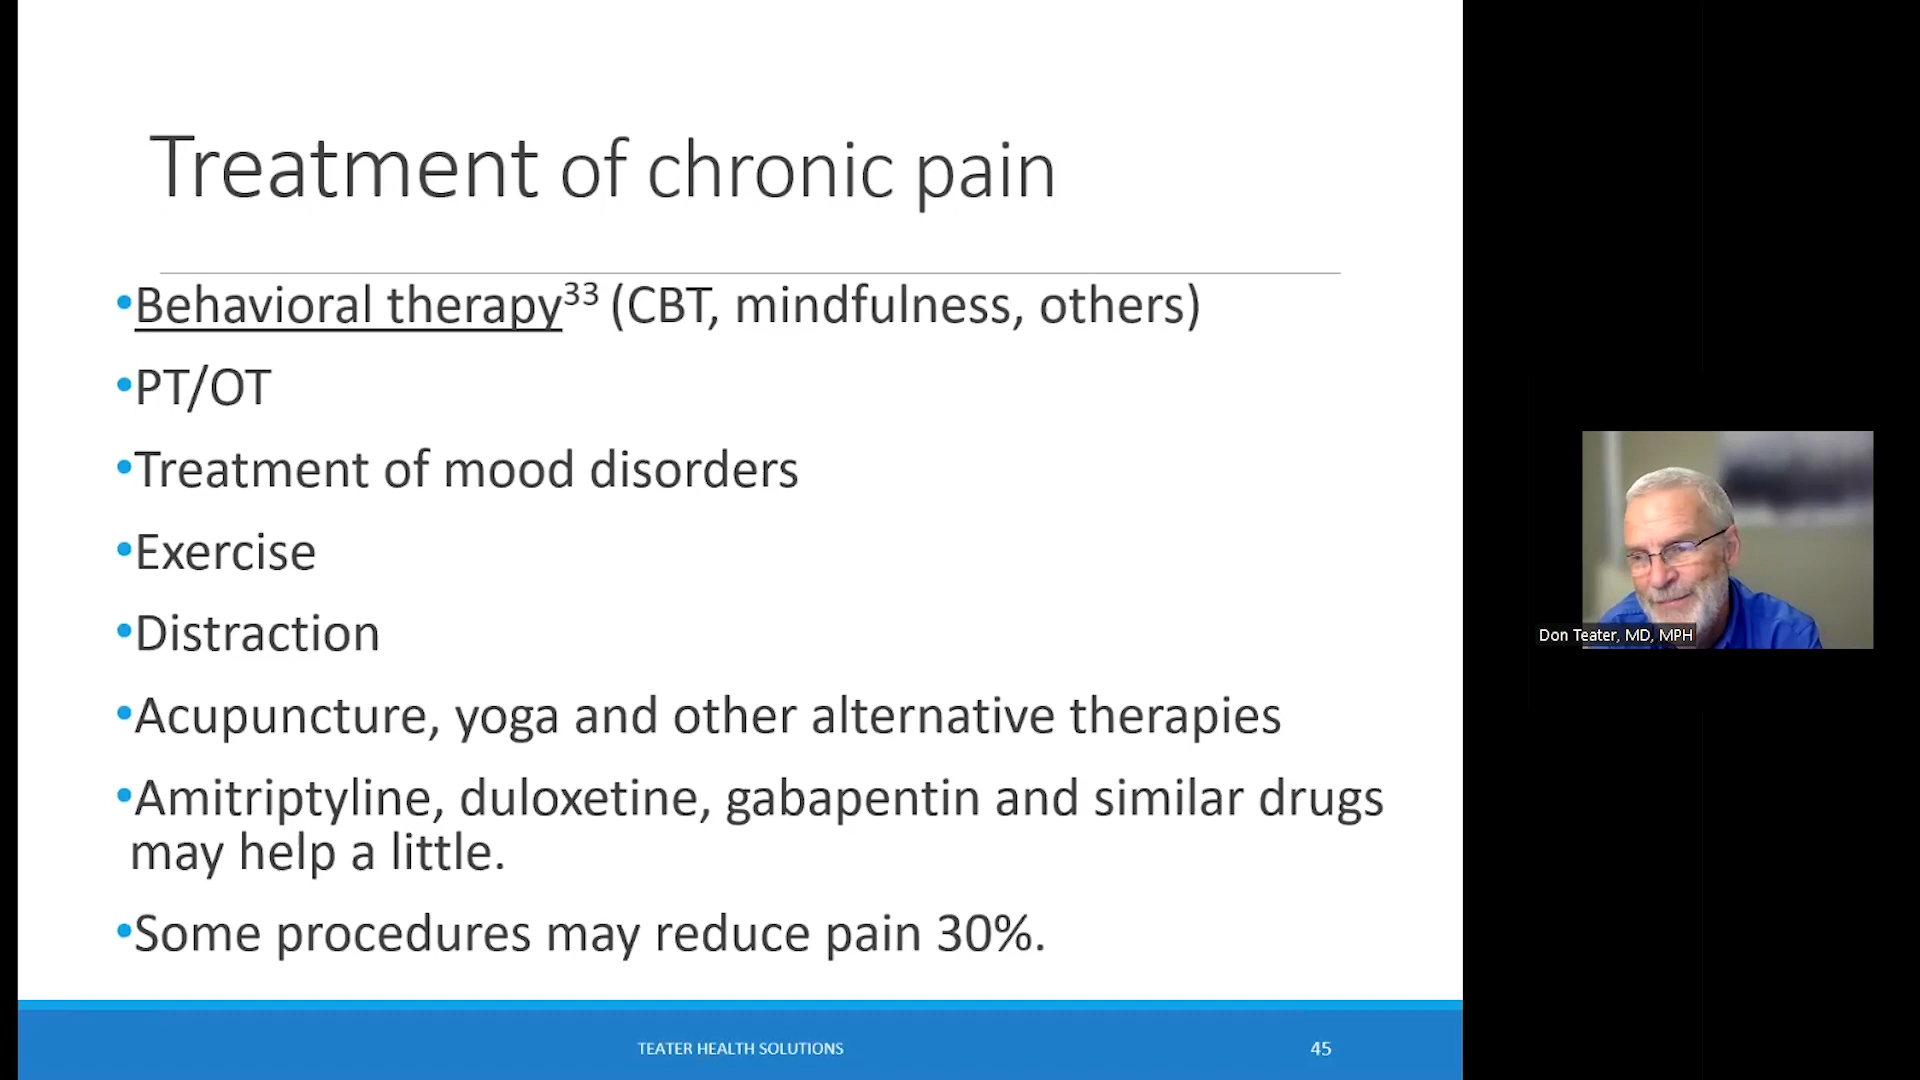 Treatment of chronic pain
•Behavioral therapy³³ (CBT, mindfulness, others)
•PT/OT
•Treatment of mood disorders
•Exercise
•Distraction
•Acupuncture, yoga and other alternative therapies
•Amitriptyline, duloxetine, gabapentin and similar drugs
may help a little.
•Some procedures may reduce pain 30%.
TEATER HEALTH SOLUTIONS
45
Don Teater, MD, MPH